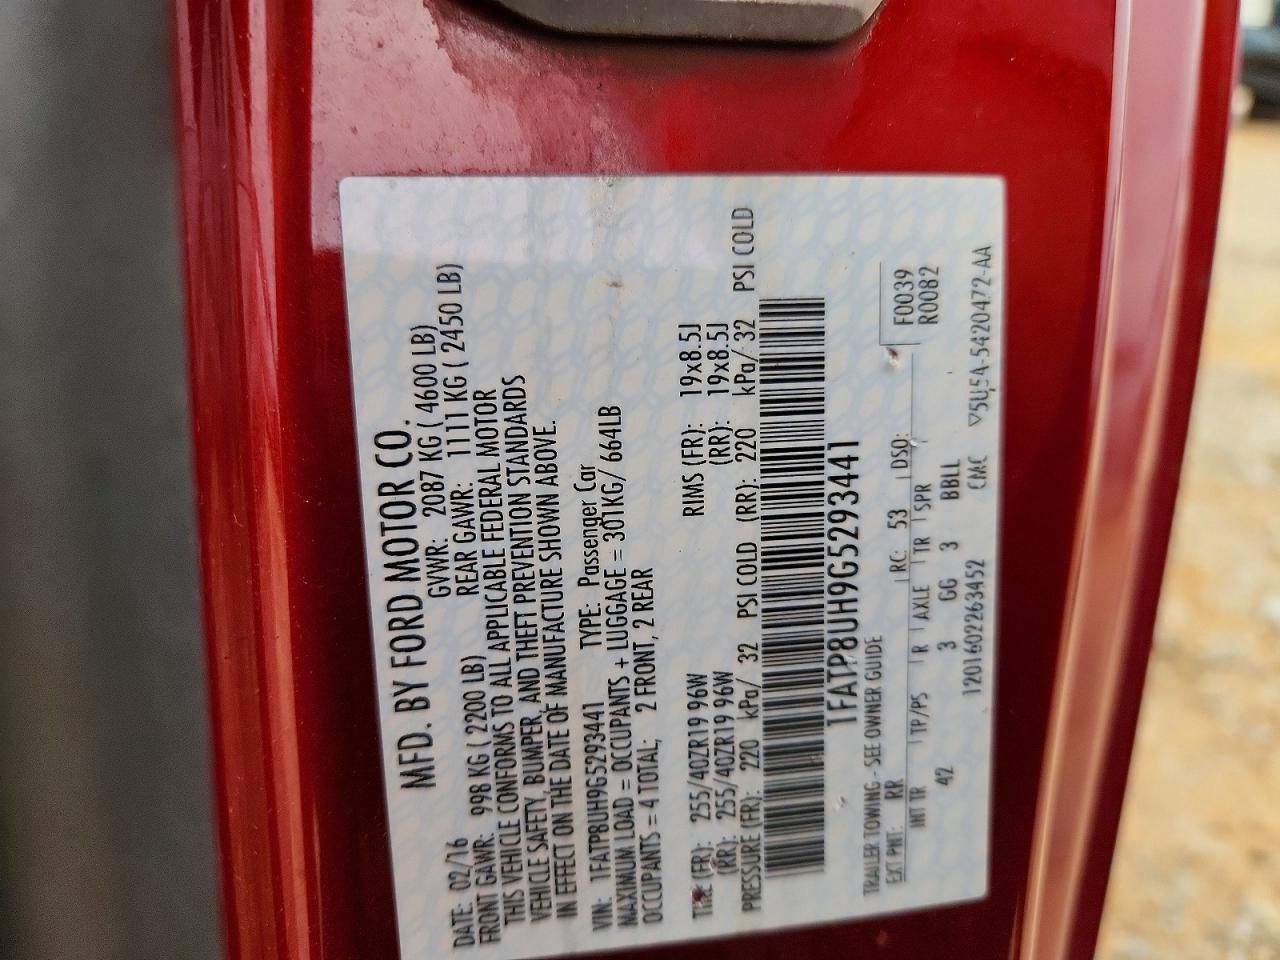 MFD. BY FORD MOTOR CO.
DATE: 02/16 GVWR: 2087 KG ( 4600 LB)
FRONT GAWR: 998 KG ( 2200 LB) REAR GAWR: 1111 KG ( 2450 LB)
THIS VEHICLE CONFORMS TO ALL APPLICABLE FEDERAL MOTOR
VEHICLE SAFETY, BUMPER, AND THEFT PREVENTION STANDARDS
IN EFFECT ON THE DATE OF MANUFACTURE SHOWN ABOVE.
VIN: 1FATP8UH9G5293441 TYPE: Passenger Car
MAXIMUM LOAD = OCCUPANTS + LUGGAGE = 301KG/ 664LB
OCCUPANTS = 4 TOTAL; 2 FRONT, 2 REAR
TIRE (FR): 255/40ZR19 96W RIMS (FR): 19x8.5J
(RR): 255/40ZR19 96W (RR): 19x8.5J
PRESSURE (FR): 220 kPa/ 32 PSI COLD (RR): 220 kPa/ 32 PSI COLD
1FATP8UH9G5293441
TRAILER TOWING - SEE OWNER GUIDE
EXT PNT: RR RC: 53 DSO: F0039
INT TR TP/PS R AXLE TR SPR R0082
42 3 GG 3 BBLL
1201602263452 CMC ▽5U5A-5420472-AA